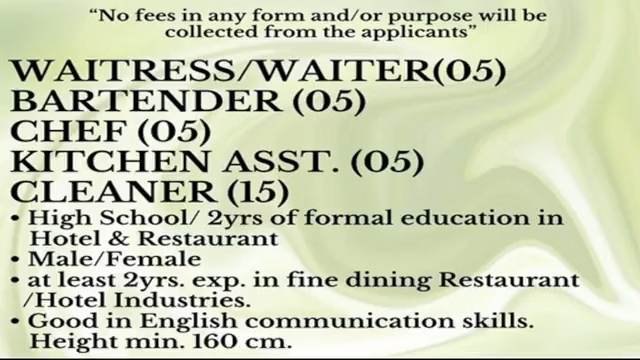 “No fees in any form and/or purpose will be
collected from the applicants”
WAITRESS/WAITER(05)
BARTENDER (05)
CHEF (05)
KITCHEN ASST. (05)
CLEANER (15)
• High School/ 2yrs of formal education in
Hotel & Restaurant
• Male/Female
• at least 2yrs. exp. in fine dining Restaurant
/Hotel Industries.
• Good in English communication skills.
Height min. 160 cm.